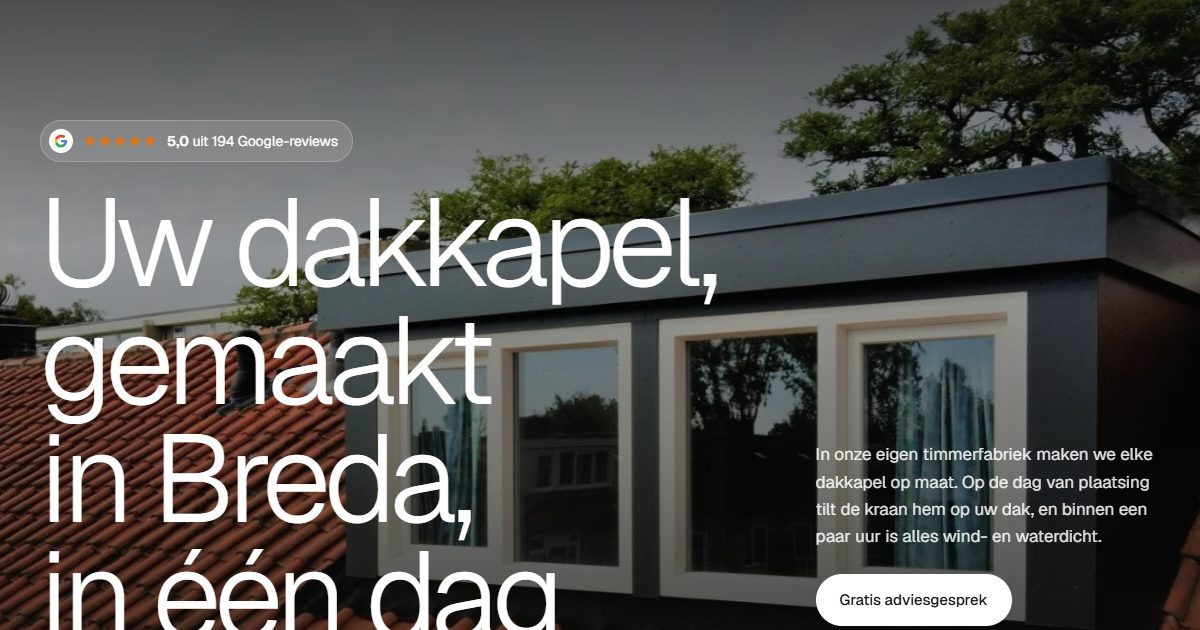 5,0 uit 194 Google-reviews
Uw dakkapel,
gemaakt
in Breda,
in één dag
In onze eigen timmerfabriek maken we elke
dakkapel op maat. Op de dag van plaatsing
tilt de kraan hem op uw dak, en binnen een
paar uur is alles wind- en waterdicht.
Gratis adviesgesprek